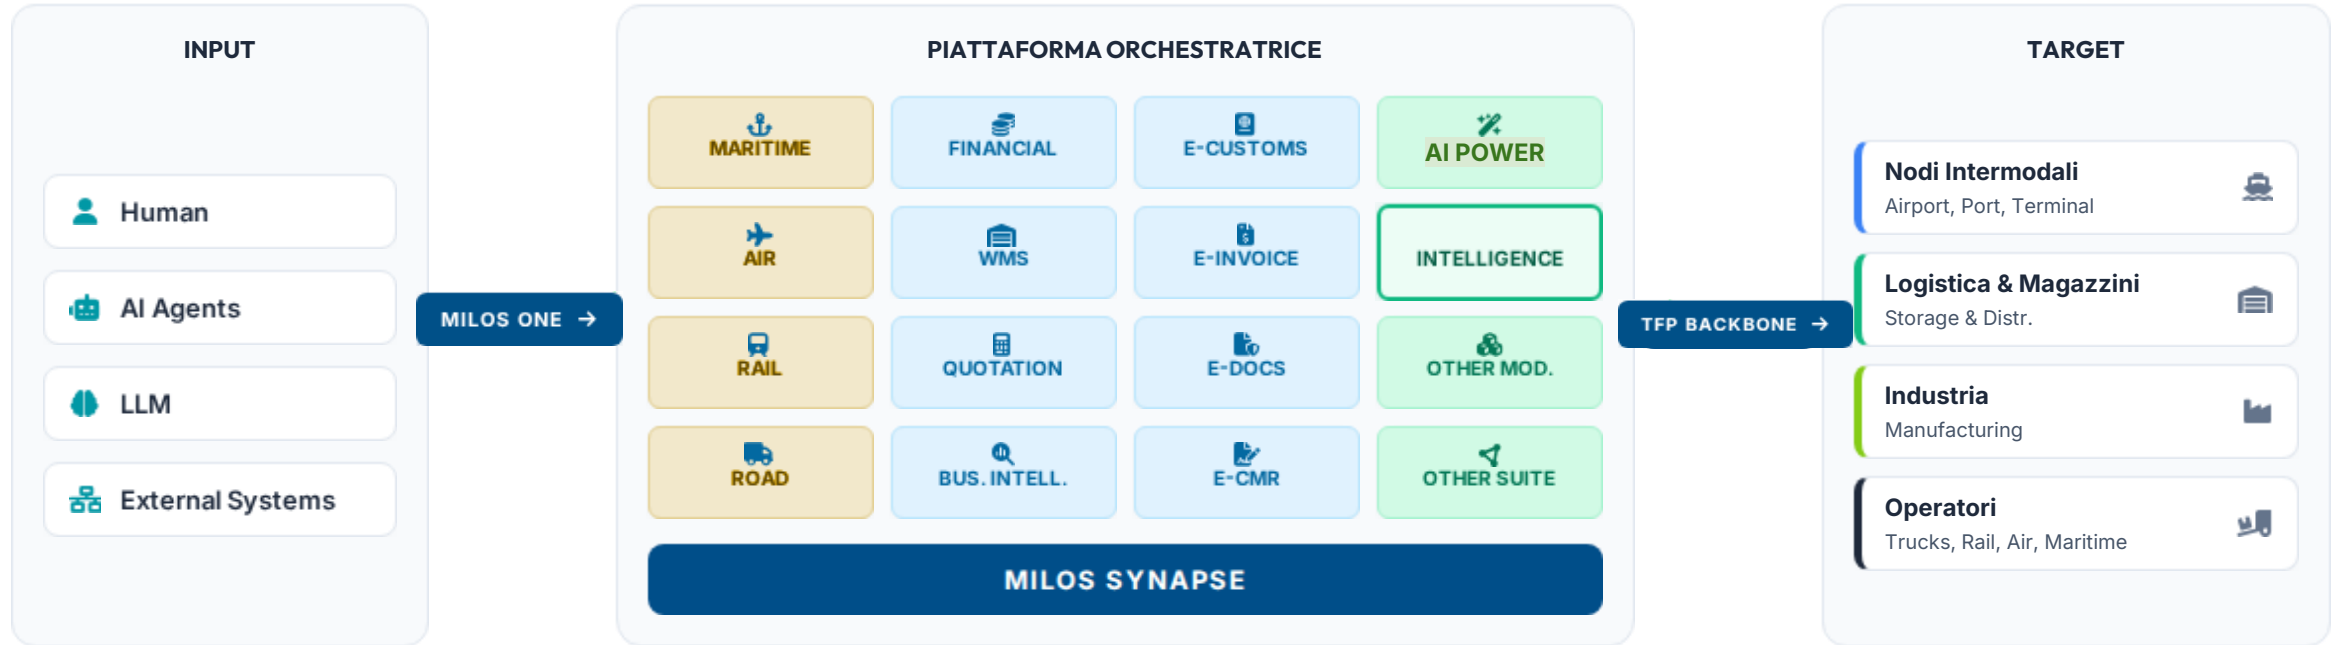 INPUT
Human
AI Agents
LLM
External Systems
MILOS ONE →
PIATTAFORMA ORCHESTRATRICE
MARITIME
FINANCIAL
E-CUSTOMS
AI POWER
AIR
WMS
E-INVOICE
INTELLIGENCE
RAIL
QUOTATION
E-DOCS
OTHER MOD.
ROAD
BUS. INTELL.
E-CMR
OTHER SUITE
MILOS SYNAPSE
TFP BACKBONE →
TARGET
Nodi Intermodali
Airport, Port, Terminal
Logistica & Magazzini
Storage & Distr.
Industria
Manufacturing
Operatori
Trucks, Rail, Air, Maritime